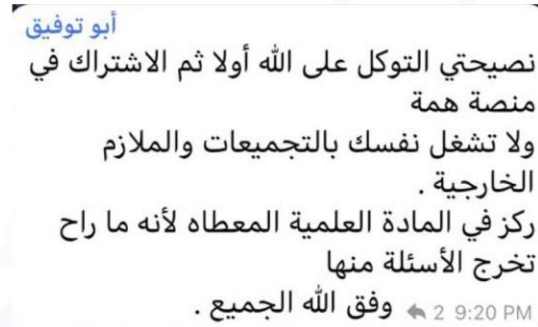 أبو توفيق
نصيحتي التوكل على الله أولا ثم الاشتراك في
منصة همة
ولا تشغل نفسك بالتجميعات والملازم
الخارجية .
ركز في المادة العلمية المعطاه لأنه ما راح
تخرج الأسئلة منها
وفق الله الجميع . 2 9:20 PM